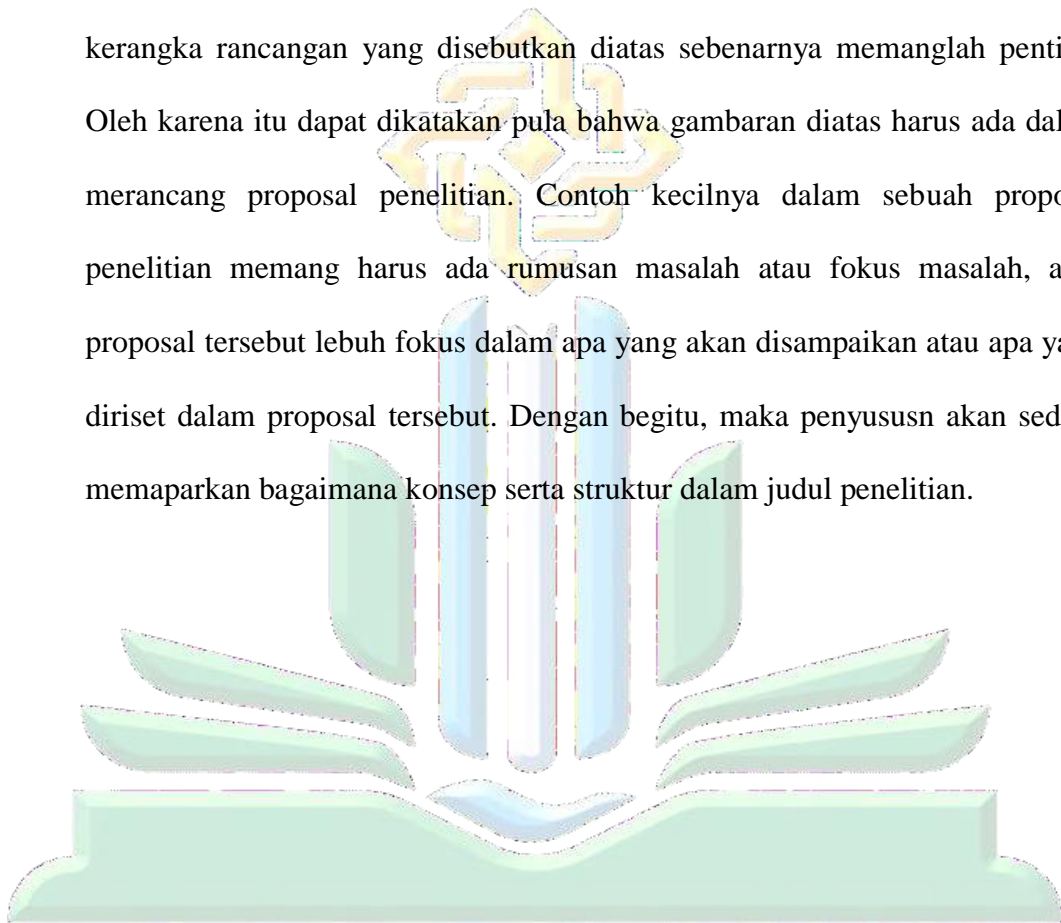 kerangka rancangan yang disebutkan diatas sebenarnya memanglah penti
Oleh karena itu dapat dikatakan pula bahwa gambaran diatas harus ada dal
merancang proposal penelitian. Contoh kecilnya dalam sebuah propo
penelitian memang harus ada rumusan masalah atau fokus masalah, a
proposal tersebut lebuh fokus dalam apa yang akan disampaikan atau apa ya
diriset dalam proposal tersebut. Dengan begitu, maka penyususn akan sed
memaparkan bagaimana konsep serta struktur dalam judul penelitian.